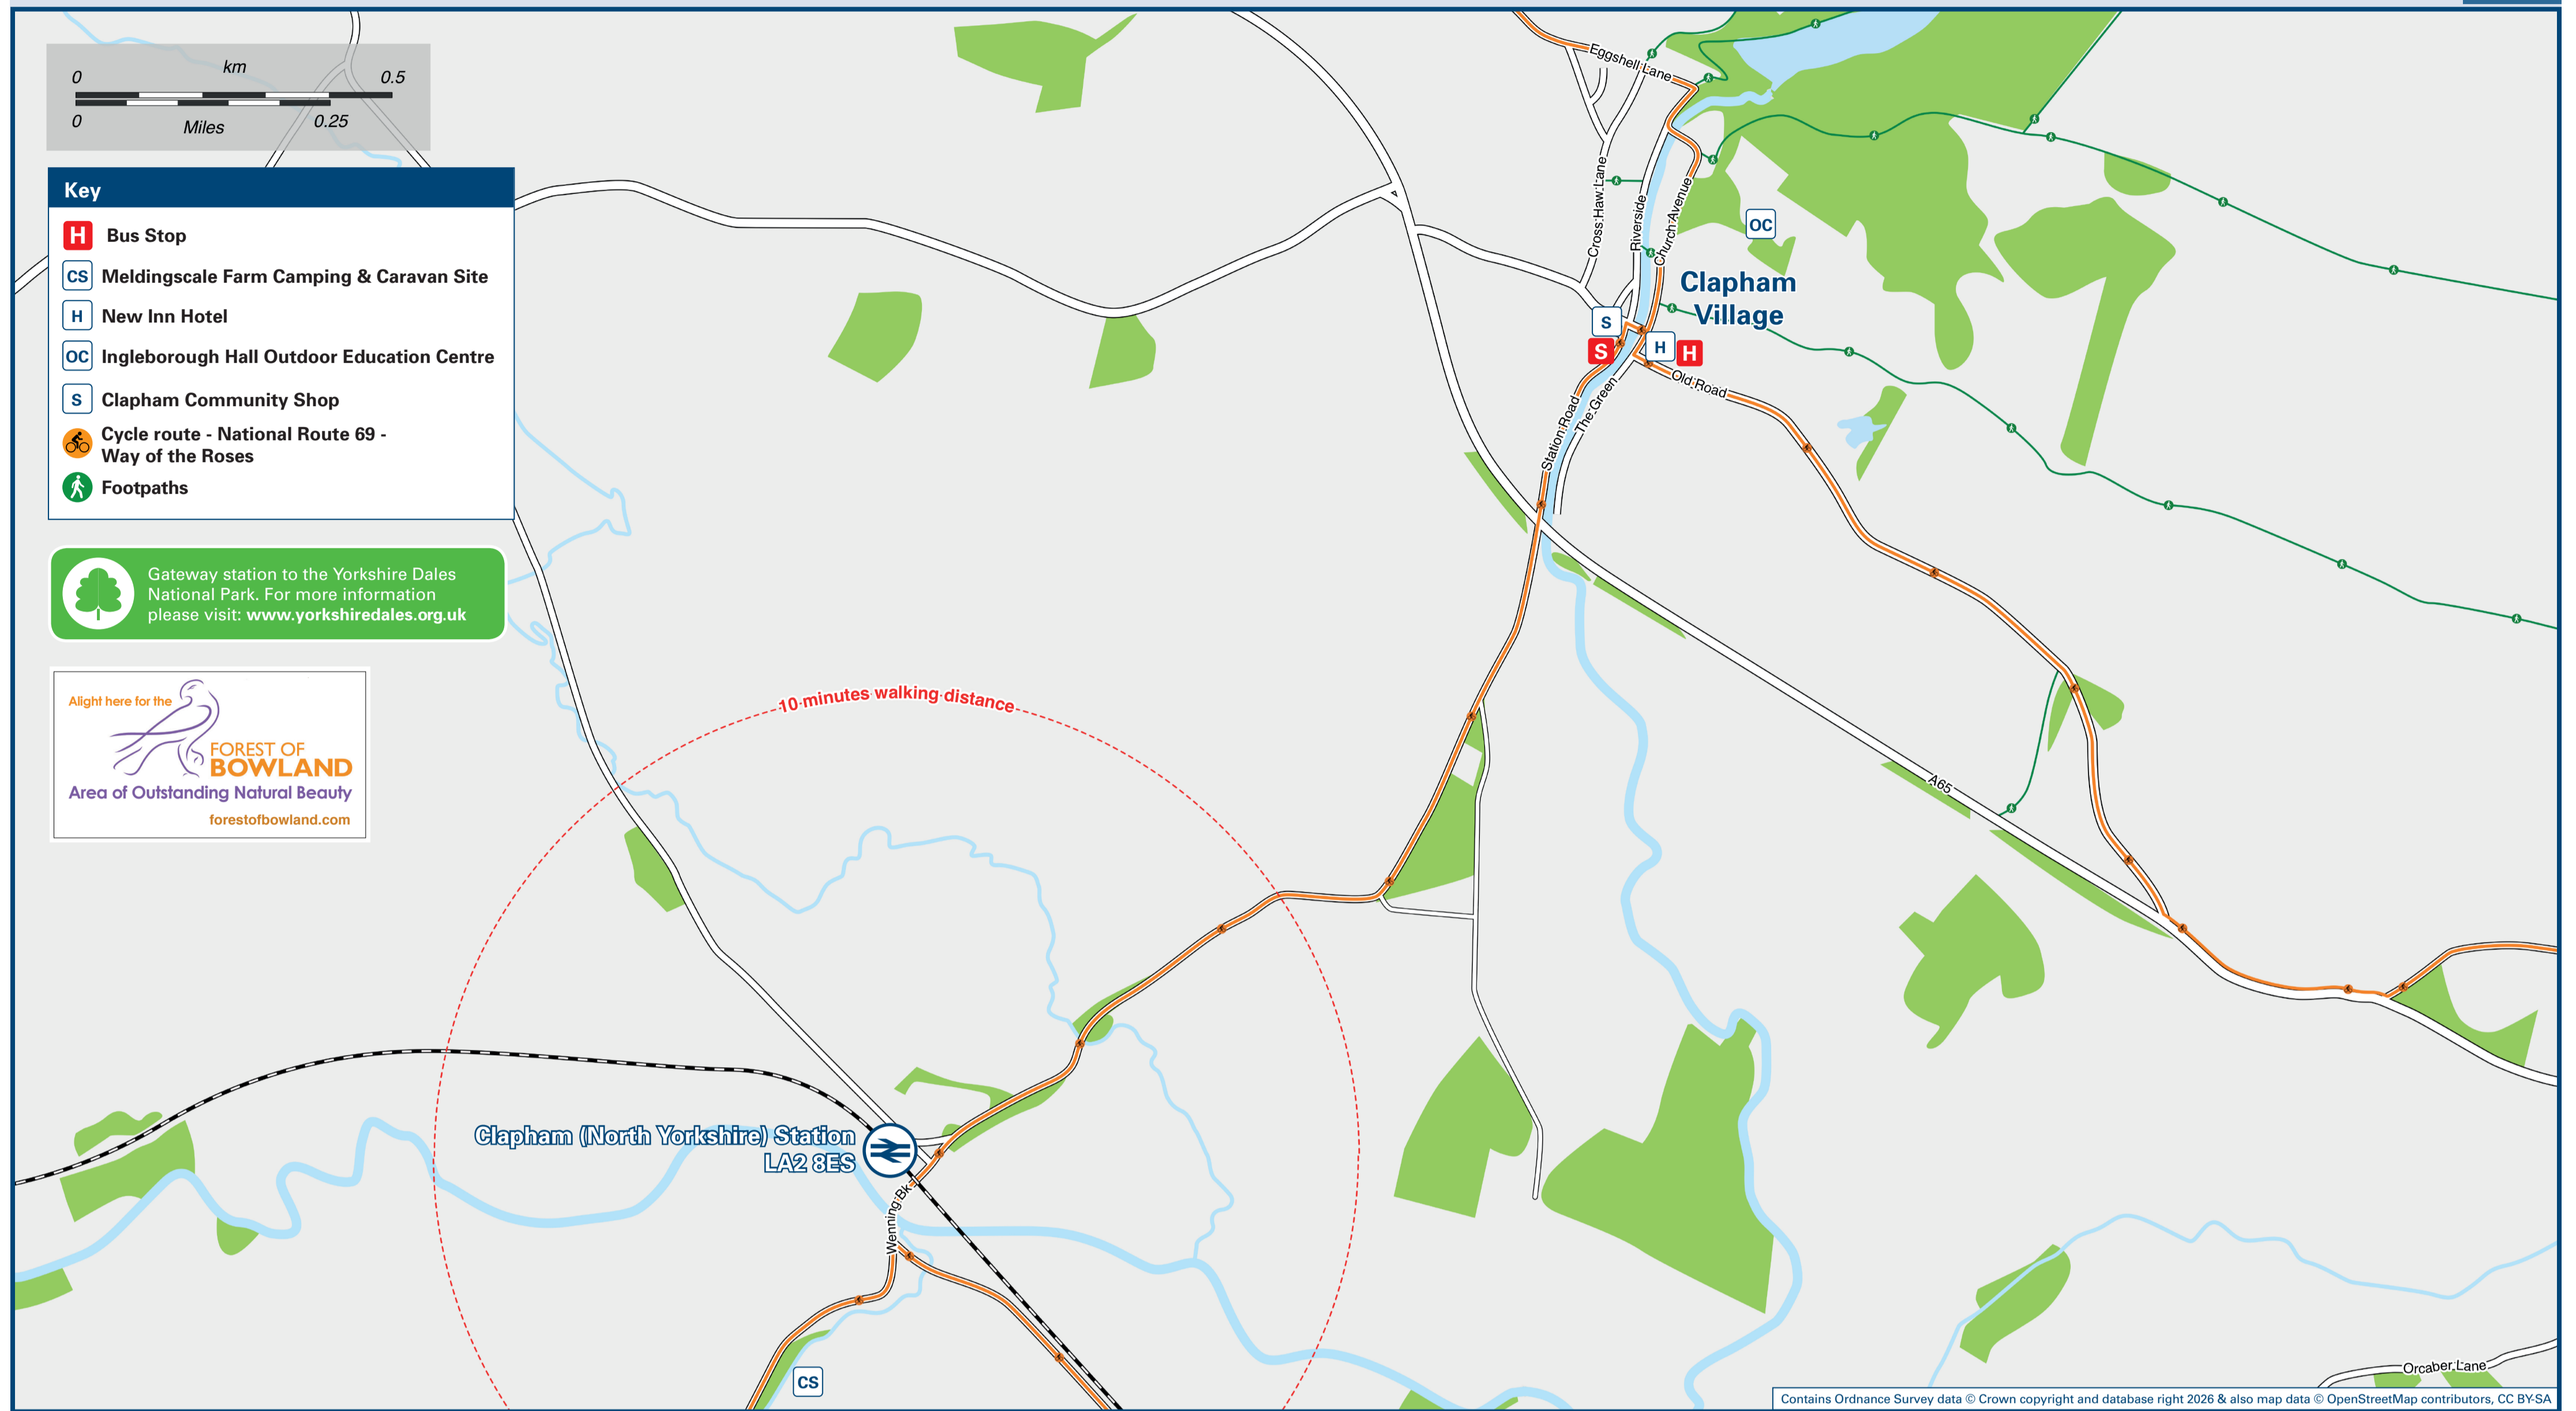 km
0 0.5
0 0.25
Miles
Key
H Bus Stop
CS Meldingscale Farm Camping & Caravan Site
H New Inn Hotel
OC Ingleborough Hall Outdoor Education Centre
S Clapham Community Shop
Cycle route - National Route 69 -
Way of the Roses
Footpaths
Gateway station to the Yorkshire Dales
National Park. For more information
please visit: www.yorkshiredales.org.uk
Alight here for the
FOREST OF
BOWLAND
Area of Outstanding Natural Beauty
forestofbowland.com
Eggshell Lane
Cross Haw Lane
Riverside
Church Avenue
OC
Clapham
Village
S
S
H
H
Old Road
The Green
Station Road
10 minutes walking distance
A65
Clapham (North Yorkshire) Station
LA2 8ES
Wenning Bk
CS
Orcaber Lane
Contains Ordnance Survey data © Crown copyright and database right 2026 & also map data © OpenStreetMap contributors, CC BY-SA